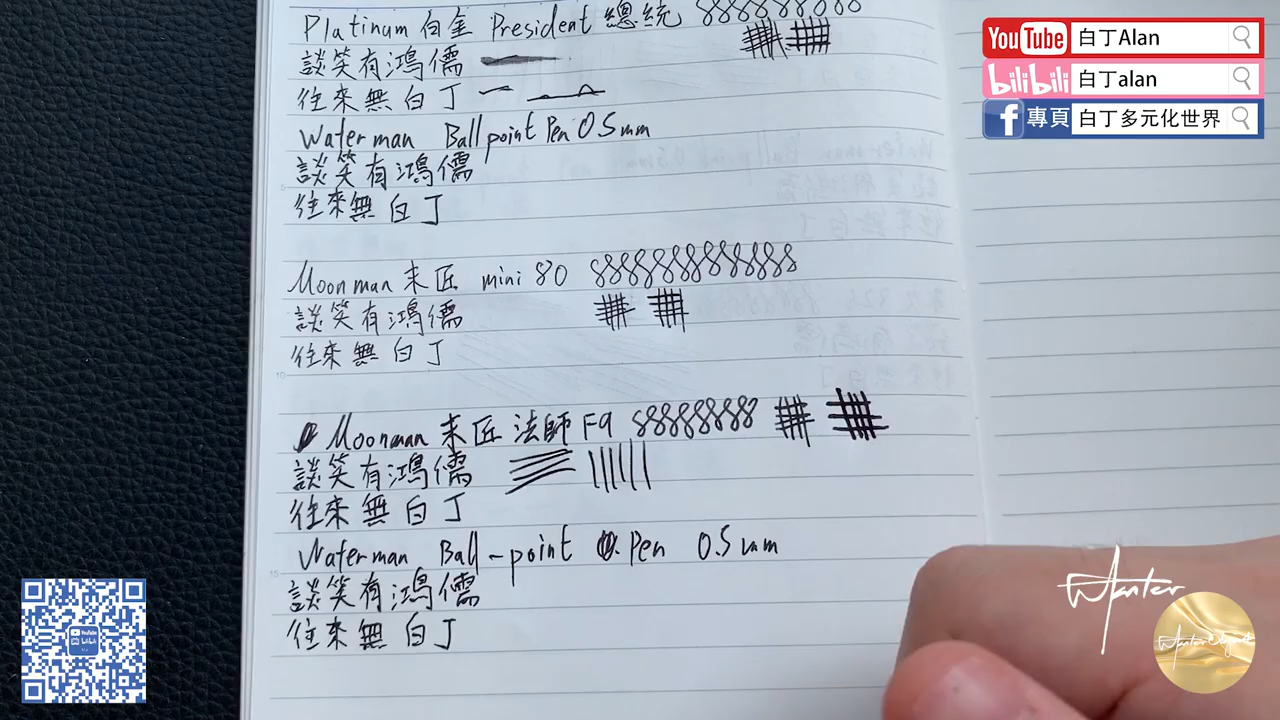 Platinum 白金 President 總統
談笑有鴻儒
往來無白丁
Waterman Ball point Pen 0.5mm
談笑有鴻儒
往來無白丁
Moonman 末匠 mini 80
談笑有鴻儒
往來無白丁
Moonman 末匠 法師 F9
談笑有鴻儒
往來無白丁
Waterman Ball-point Pen 0.5mm
談笑有鴻儒
往來無白丁
5
10
15
YouTube 白丁Alan
bilibili 白丁alan
f 專頁 白丁多元化世界